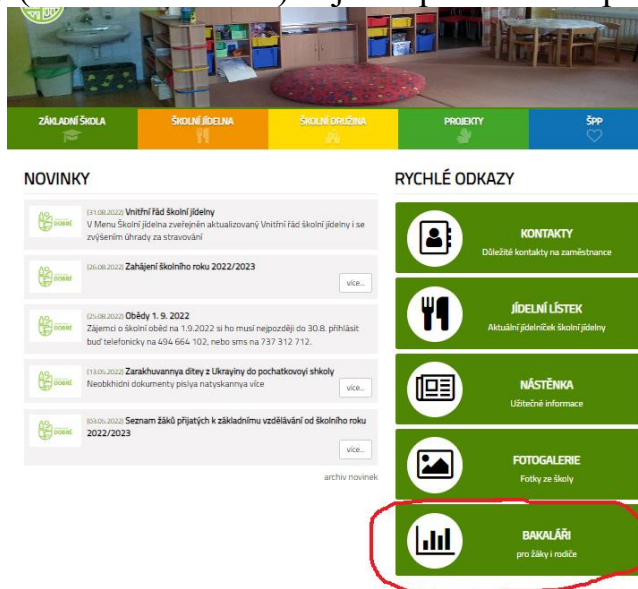 ZÁKLADNÍ ŠKOLA
ŠKOLNÍ JÍDELNA
ŠKOLNÍ DRUŽINA
PROJEKTY
ŠPP
NOVINKY
(31.08.2022) Vnitřní řád školní jídelny
V Menu Školní jídelna zveřejněn aktualizovaný Vnitřní řád školní jídelny i se
zvýšením úhrady za stravování
(26.08.2022) Zahájení školního roku 2022/2023
více...
(25.08.2022) Obědy 1. 9. 2022
Zájemci o školní oběd na 1.9.2022 si ho musí nejpozději do 30.8. přihlásit
buď telefonicky na 494 664 102, nebo sms na 737 312 712.
(13.05.2022) Zarakhuvannya ditey z Ukrayiny do pochatkovoyi shkoly
Neobkhidni dokumenty pislya natyskannya více
více...
(03.05.2022) Seznam žáků přijatých k základnímu vzdělávání od školního roku
2022/2023
více...
archiv novinek
RYCHLÉ ODKAZY
KONTAKTY
Důležité kontakty na zaměstnance
JÍDELNÍ LÍSTEK
Aktuální jídelníček školní jídelny
NÁSTĚNKA
Užitečné informace
FOTOGALERIE
Fotky ze školy
BAKALÁŘI
pro žáky i rodiče